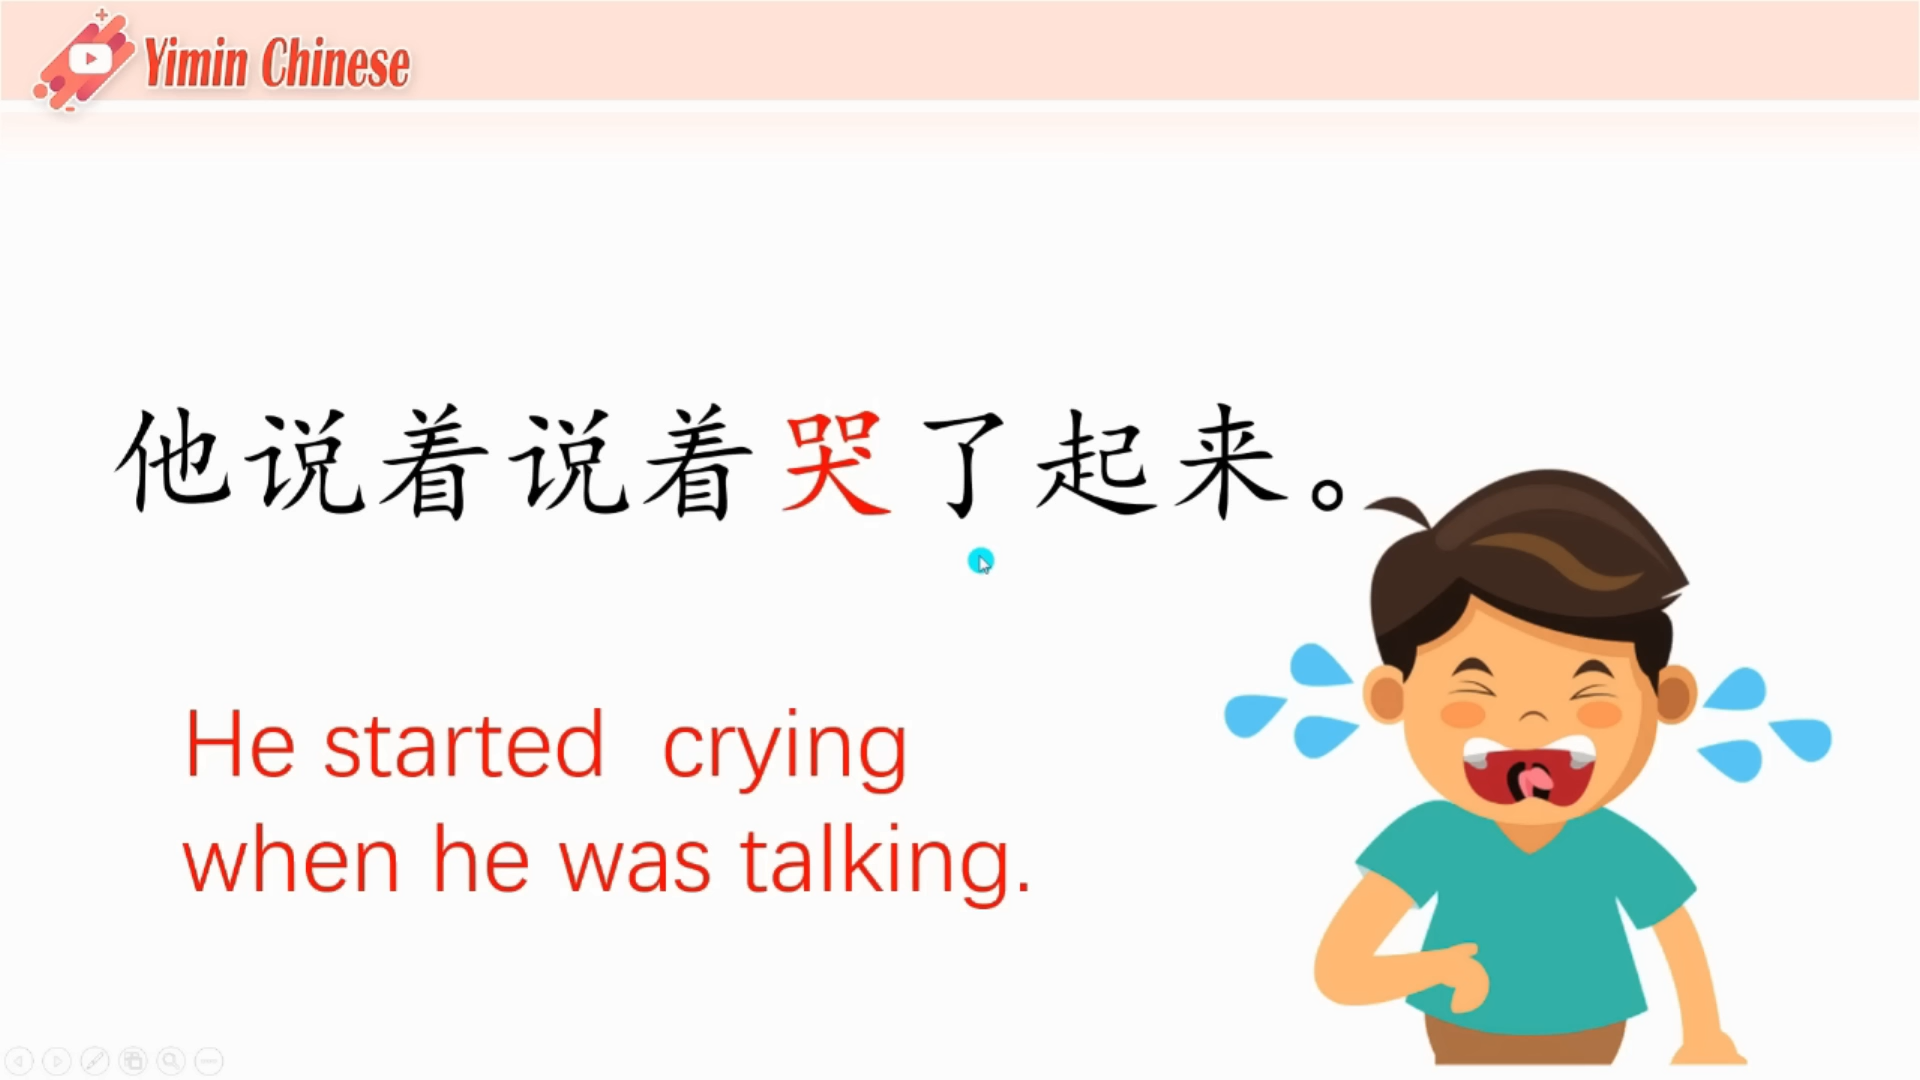 Yimin Chinese
他说着说着哭了起来。
He started crying
when he was talking.